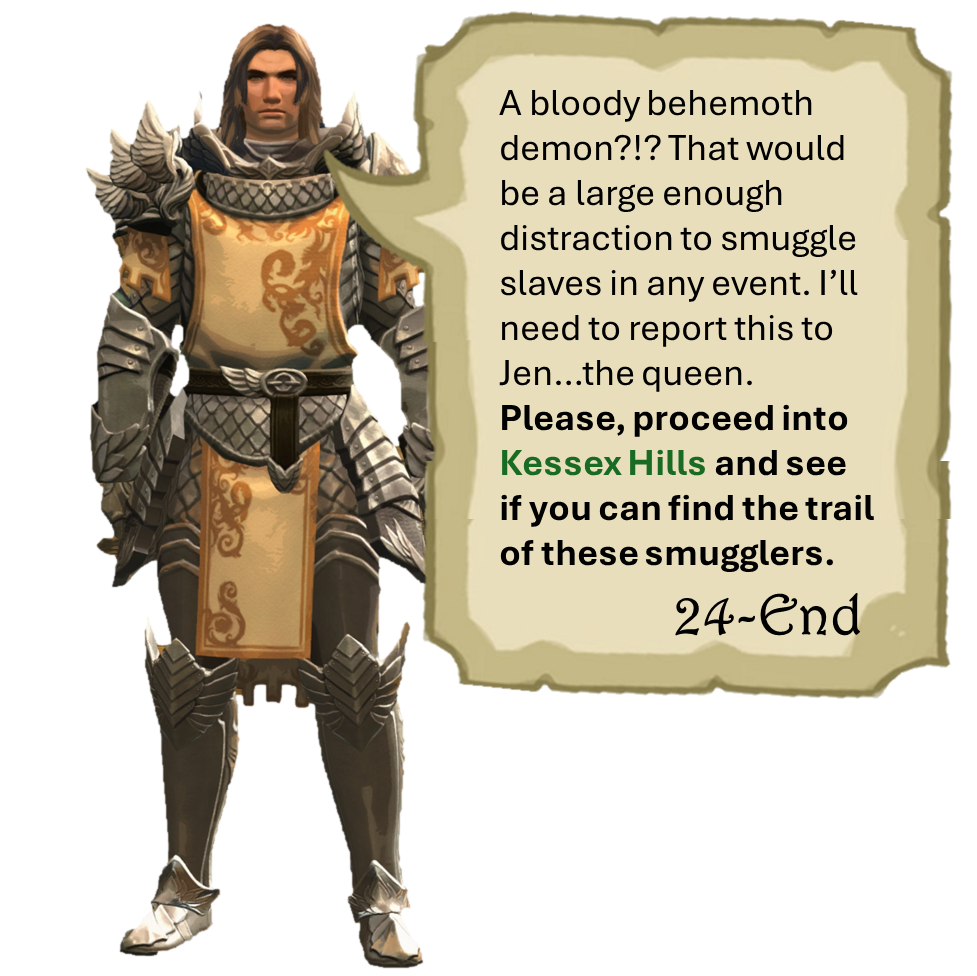 A bloody behemoth
demon?!? That would
be a large enough
distraction to smuggle
slaves in any event. I’ll
need to report this to
Jen...the queen.
Please, proceed into
Kessex Hills and see
if you can find the trail
of these smugglers.
24~End